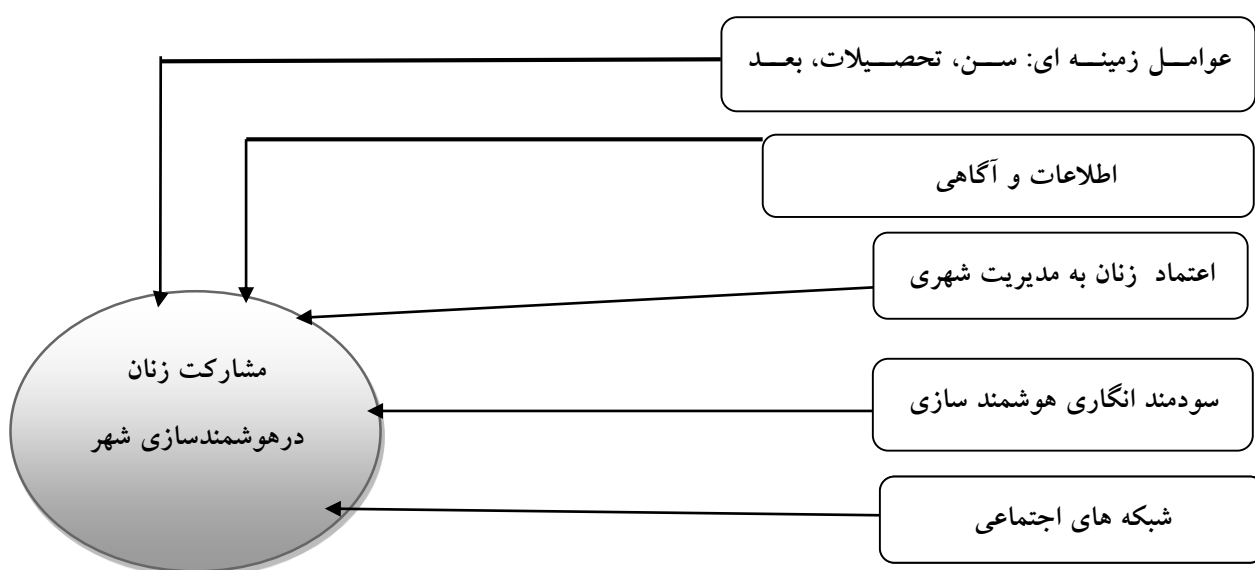 عوامل زمینه ای: سن، تحصیلات، بعد
اطلاعات و آگاهی
اعتماد زنان به مدیریت شهری
سودمند انگاری هوشمند سازی
شبکه های اجتماعی
مشارکت زنان
درهوشمندسازی شهر